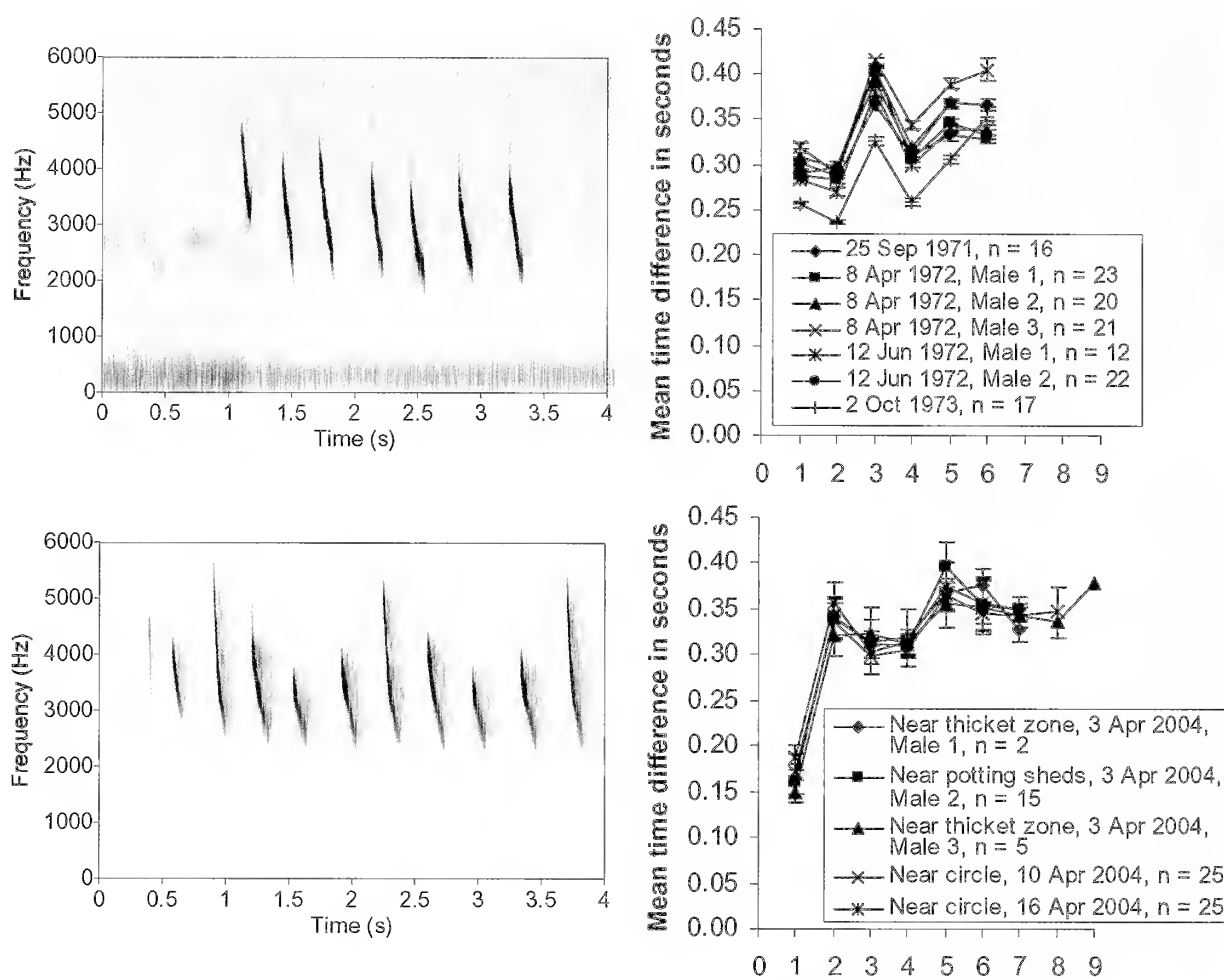 6000
5000
4000
3000
2000
1000
0
Frequency (Hz)
0 0.5 1 1.5 2 2.5 3 3.5 4
Time (s)
0.45
0.40
0.35
0.30
0.25
0.20
0.15
0.10
0.05
0.00
Mean time difference in seconds
25 Sep 1971, n = 16
8 Apr 1972, Male 1, n = 23
8 Apr 1972, Male 2, n = 20
8 Apr 1972, Male 3, n = 21
12 Jun 1972, Male 1, n = 12
12 Jun 1972, Male 2, n = 22
2 Oct 1973, n = 17
0 1 2 3 4 5 6 7 8 9
6000
5000
4000
3000
2000
1000
0
Frequency (Hz)
0 0.5 1 1.5 2 2.5 3 3.5 4
Time (s)
0.45
0.40
0.35
0.30
0.25
0.20
0.15
0.10
0.05
0.00
Mean time difference in seconds
Near thicket zone, 3 Apr 2004,
Male 1, n = 2
Near potting sheds, 3 Apr 2004,
Male 2, n = 15
Near thicket zone, 3 Apr 2004,
Male 3, n = 5
Near circle, 10 Apr 2004, n = 25
Near circle, 16 Apr 2004, n = 25
0 1 2 3 4 5 6 7 8 9